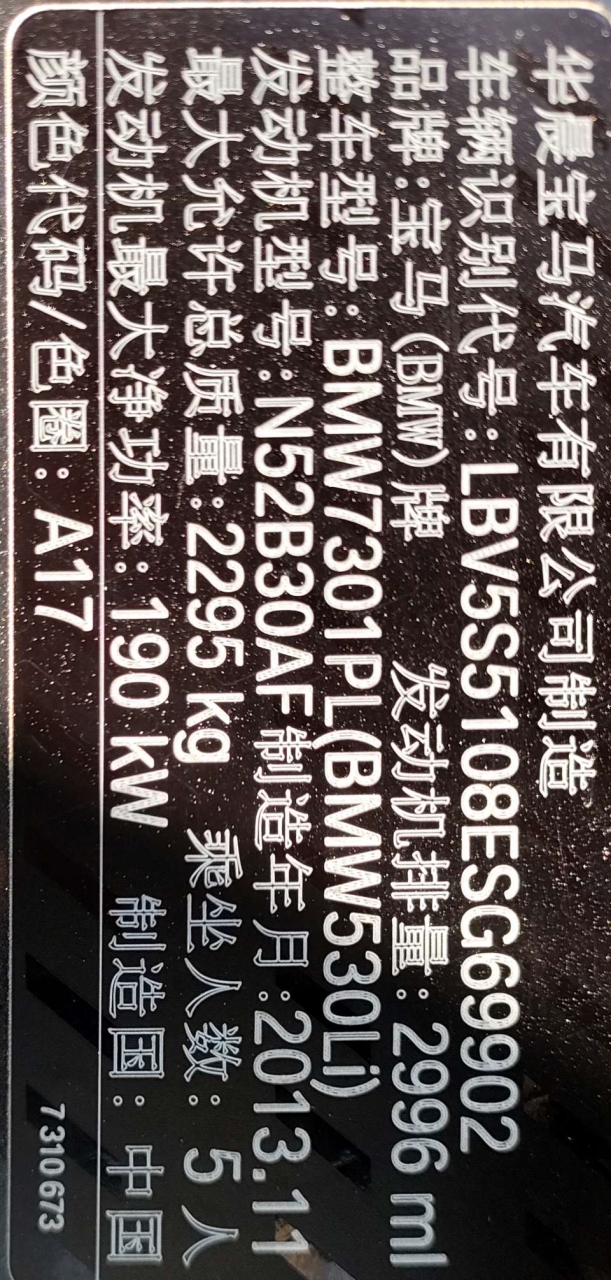 华晨宝马汽车有限公司制造
车辆识别代号：LBV5S5108ESG69902
品牌：宝马(BMW)牌 发动机排量：2996 ml
整车型号：BMW7301PL(BMW530Li)
发动机型号：N52B30AF 制造年月：2013.11
最大允许总质量：2295 kg 乘坐人数：5人
发动机最大净功率：190 kW 制造国：中国
颜色代码/色圈：A17 7310673